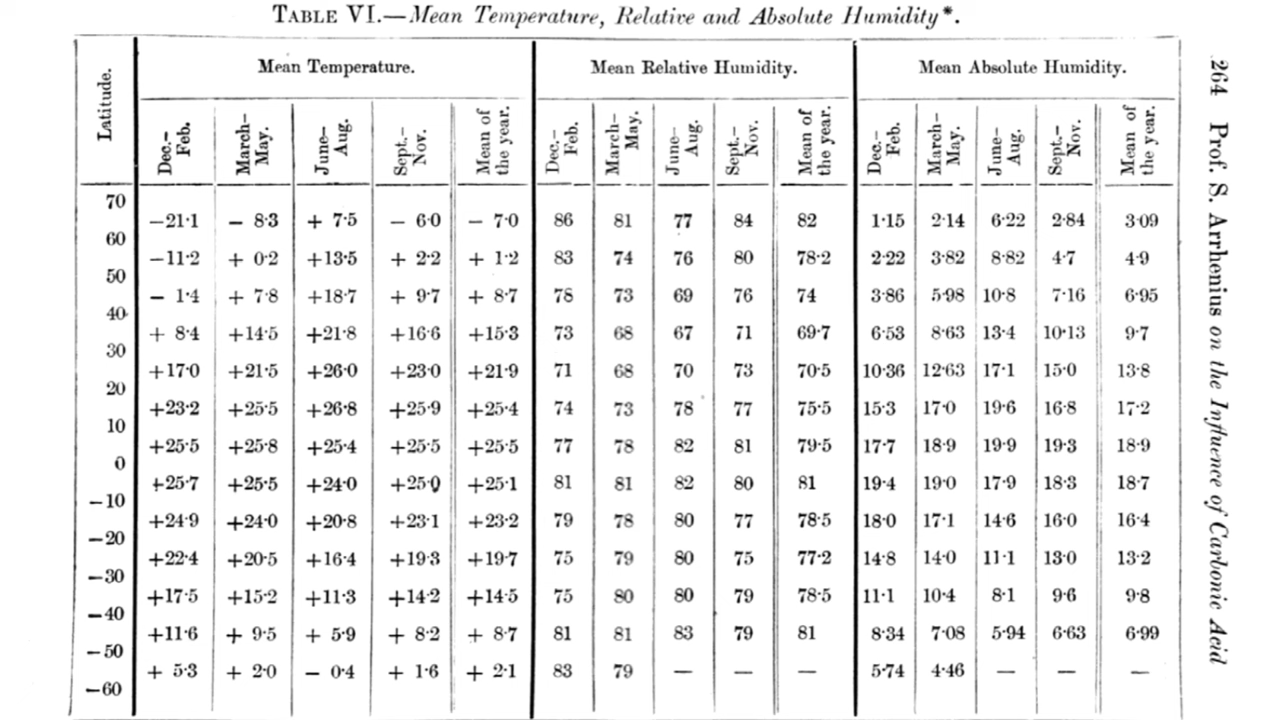 TABLE VI.—Mean Temperature, Relative and Absolute Humidity*.
Latitude. Mean Temperature. Mean Relative Humidity. Mean Absolute Humidity.
Dec.–Feb. March–May. June–Aug. Sept.–Nov. Mean of the year. Dec.–Feb. March–May. June–Aug. Sept.–Nov. Mean of the year. Dec.–Feb. March–May. June–Aug. Sept.–Nov. Mean of the year.
70
−21·1 − 8·3 + 7·5 − 6·0 − 7·0 86 81 77 84 82 1·15 2·14 6·22 2·84 3·09
60
−11·2 + 0·2 +13·5 + 2·2 + 1·2 83 74 76 80 78·2 2·22 3·82 8·82 4·7 4·9
50
− 1·4 + 7·8 +18·7 + 9·7 + 8·7 78 73 69 76 74 3·86 5·98 10·8 7·16 6·95
40
+ 8·4 +14·5 +21·8 +16·6 +15·3 73 68 67 71 69·7 6·53 8·63 13·4 10·13 9·7
30
+17·0 +21·5 +26·0 +23·0 +21·9 71 68 70 73 70·5 10·36 12·63 17·1 15·0 13·8
20
+23·2 +25·5 +26·8 +25·9 +25·4 74 73 78 77 75·5 15·3 17·0 19·6 16·8 17·2
10
+25·5 +25·8 +25·4 +25·5 +25·5 77 78 82 81 79·5 17·7 18·9 19·9 19·3 18·9
0
+25·7 +25·5 +24·0 +25·0 +25·1 81 81 82 80 81 19·4 19·0 17·9 18·3 18·7
−10
+24·9 +24·0 +20·8 +23·1 +23·2 79 78 80 77 78·5 18·0 17·1 14·6 16·0 16·4
−20
+22·4 +20·5 +16·4 +19·3 +19·7 75 79 80 75 77·2 14·8 14·0 11·1 13·0 13·2
−30
+17·5 +15·2 +11·3 +14·2 +14·5 75 80 80 79 78·5 11·1 10·4 8·1 9·6 9·8
−40
+11·6 + 9·5 + 5·9 + 8·2 + 8·7 81 81 83 79 81 8·34 7·08 5·94 6·63 6·99
−50
+ 5·3 + 2·0 − 0·4 + 1·6 + 2·1 83 79 — — — 5·74 4·46 — — —
−60
264 Prof. S. Arrhenius on the Influence of Carbonic Acid